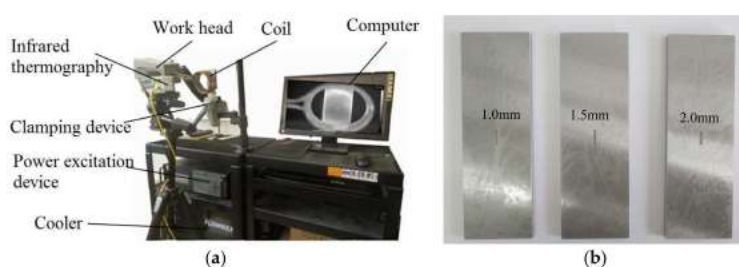 Work head
Coil
Computer
Infrared
thermography
Clamping device
Power excitation
device
Cooler
1.0mm
1.5mm
2.0mm
(a)
(b)